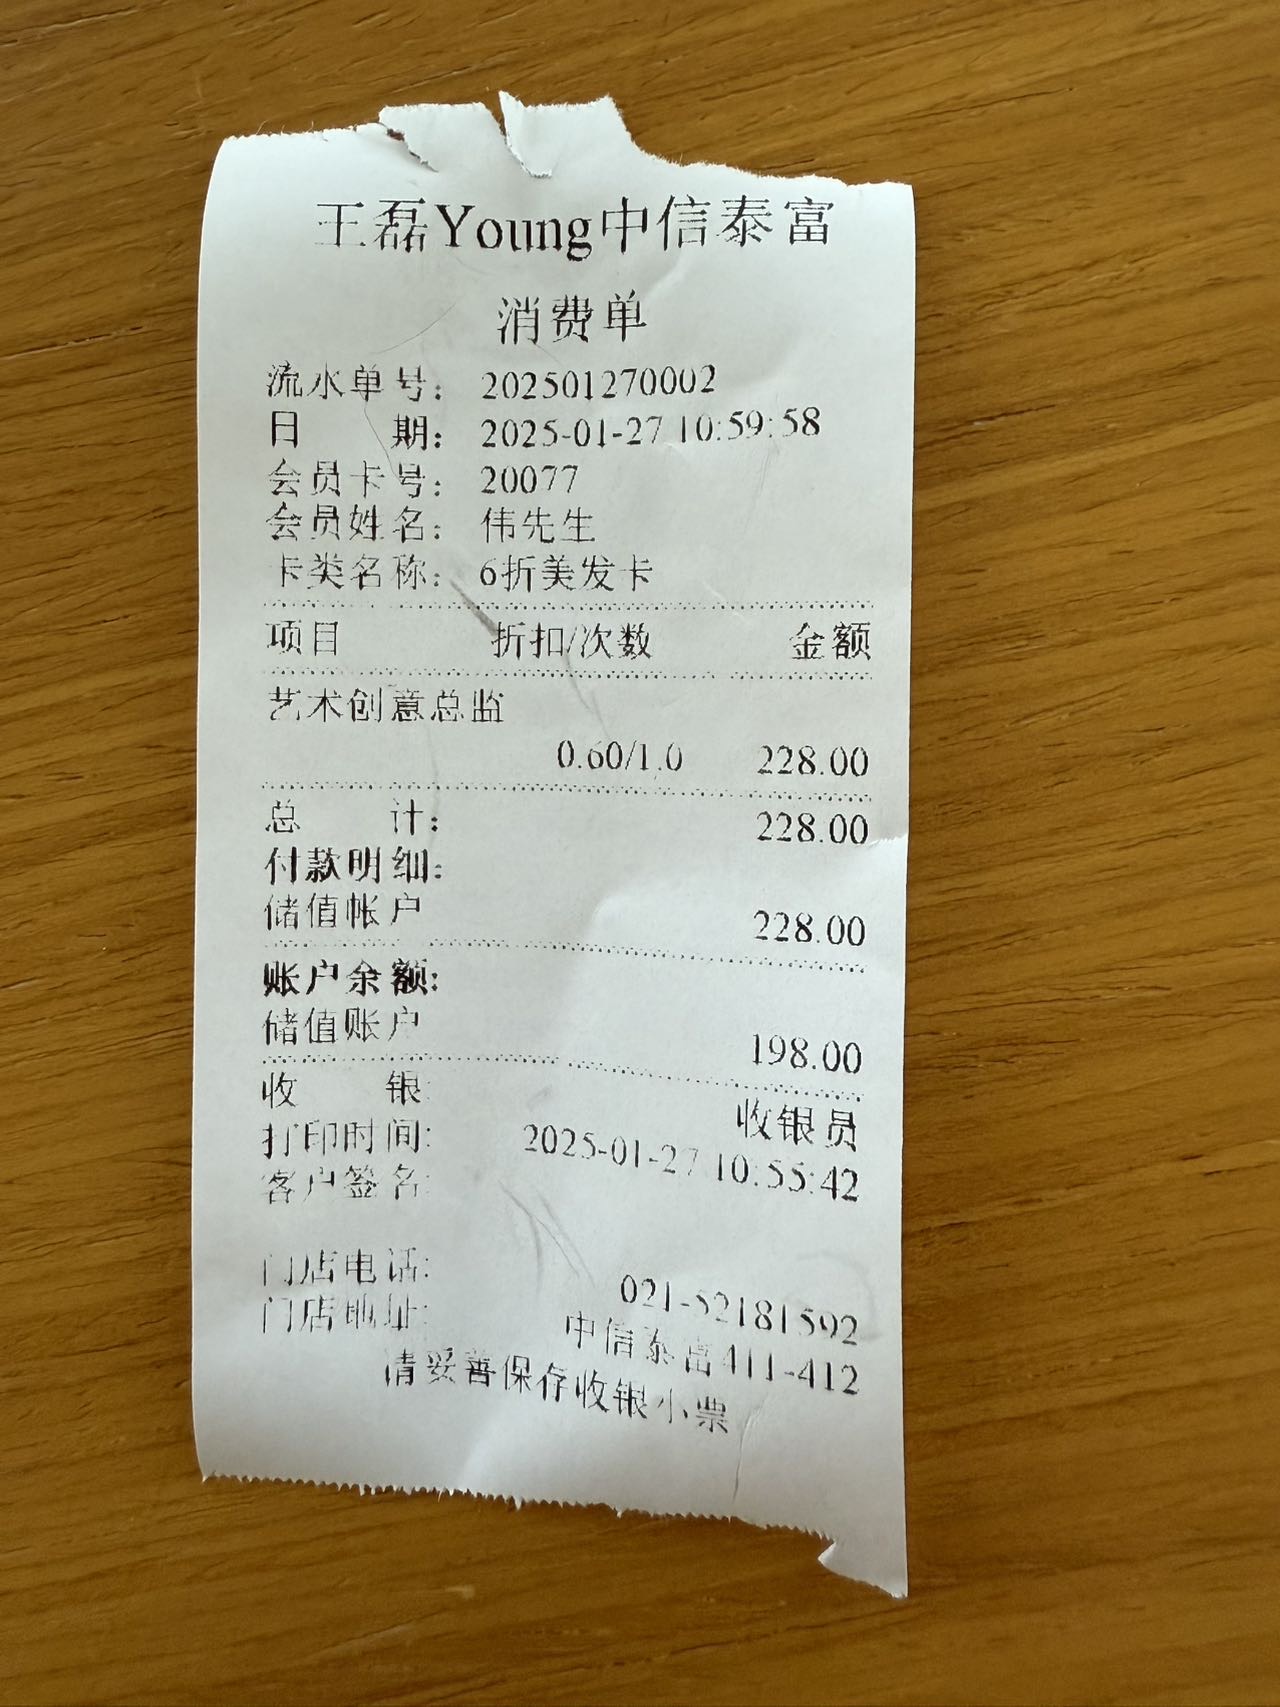 王磊Young中信泰富
消费单
流水单号: 202501270002
日 期: 2025-01-27 10:59:58
会员卡号: 20077
会员姓名: 伟先生
卡类名称: 6折美发卡
项目 折扣/次数 金额
艺术创意总监
0.60/1.0 228.00
总 计: 228.00
付款明细:
储值帐户 228.00
账户余额:
储值账户 198.00
收 银: 收银员
打印时间: 2025-01-27 10:55:42
客户签名:
门店电话: 021-52181592
门店地址: 中信泰富411-412
请妥善保存收银小票